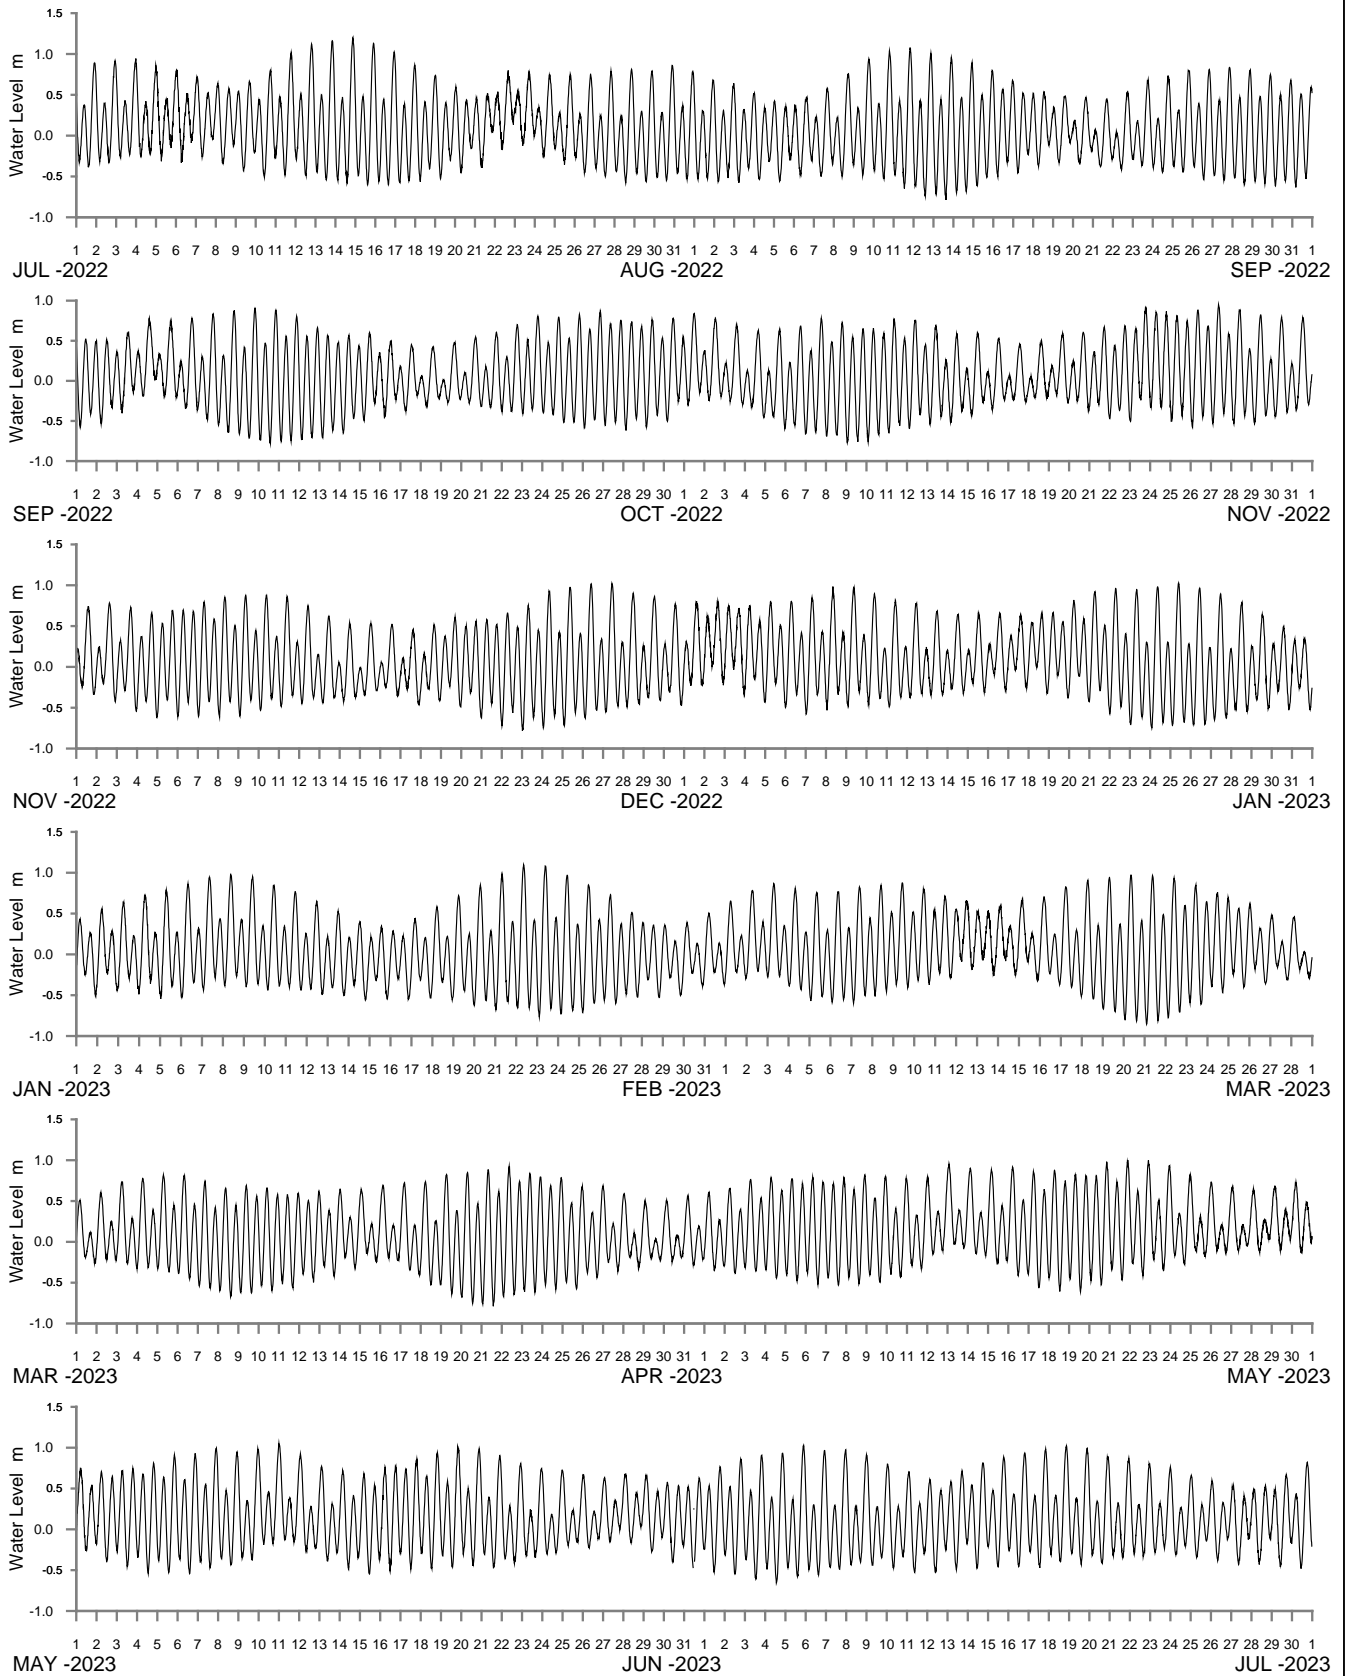 1.5
1.0
0.5
0.0
-0.5
-1.0
Water Level m
1 2 3 4 5 6 7 8 9 10 11 12 13 14 15 16 17 18 19 20 21 22 23 24 25 26 27 28 29 30 31 1 2 3 4 5 6 7 8 9 10 11 12 13 14 15 16 17 18 19 20 21 22 23 24 25 26 27 28 29 30 31 1
JUL -2022 AUG -2022 SEP -2022
1.0
0.5
0.0
-0.5
-1.0
Water Level m
1 2 3 4 5 6 7 8 9 10 11 12 13 14 15 16 17 18 19 20 21 22 23 24 25 26 27 28 29 30 1 2 3 4 5 6 7 8 9 10 11 12 13 14 15 16 17 18 19 20 21 22 23 24 25 26 27 28 29 30 31 1
SEP -2022 OCT -2022 NOV -2022
1.5
1.0
0.5
0.0
-0.5
-1.0
Water Level m
1 2 3 4 5 6 7 8 9 10 11 12 13 14 15 16 17 18 19 20 21 22 23 24 25 26 27 28 29 30 1 2 3 4 5 6 7 8 9 10 11 12 13 14 15 16 17 18 19 20 21 22 23 24 25 26 27 28 29 30 31 1
NOV -2022 DEC -2022 JAN -2023
1.5
1.0
0.5
0.0
-0.5
-1.0
Water Level m
1 2 3 4 5 6 7 8 9 10 11 12 13 14 15 16 17 18 19 20 21 22 23 24 25 26 27 28 29 30 31 1 2 3 4 5 6 7 8 9 10 11 12 13 14 15 16 17 18 19 20 21 22 23 24 25 26 27 28 1
JAN -2023 FEB -2023 MAR -2023
1.5
1.0
0.5
0.0
-0.5
-1.0
Water Level m
1 2 3 4 5 6 7 8 9 10 11 12 13 14 15 16 17 18 19 20 21 22 23 24 25 26 27 28 29 30 31 1 2 3 4 5 6 7 8 9 10 11 12 13 14 15 16 17 18 19 20 21 22 23 24 25 26 27 28 29 30 1
MAR -2023 APR -2023 MAY -2023
1.5
1.0
0.5
0.0
-0.5
-1.0
Water Level m
1 2 3 4 5 6 7 8 9 10 11 12 13 14 15 16 17 18 19 20 21 22 23 24 25 26 27 28 29 30 31 1 2 3 4 5 6 7 8 9 10 11 12 13 14 15 16 17 18 19 20 21 22 23 24 25 26 27 28 29 30 1
MAY -2023 JUN -2023 JUL -2023